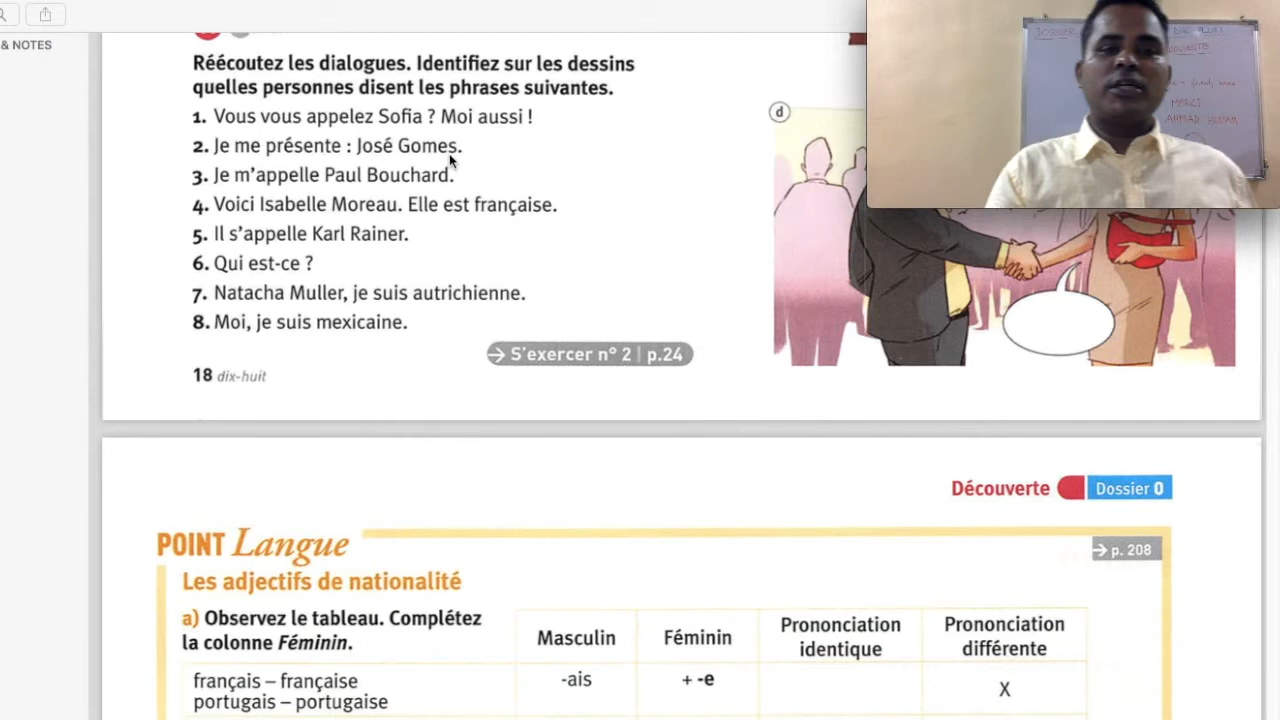 & NOTES
Réécoutez les dialogues. Identifiez sur les dessins
quelles personnes disent les phrases suivantes.
1. Vous vous appelez Sofia ? Moi aussi !
2. Je me présente : José Gomes.
3. Je m'appelle Paul Bouchard.
4. Voici Isabelle Moreau. Elle est française.
5. Il s'appelle Karl Rainer.
6. Qui est-ce ?
7. Natacha Muller, je suis autrichienne.
8. Moi, je suis mexicaine.
→ S'exercer n° 2 | p.24
18 dix-huit
d
DOSSIER
MERCI
AHMAD
Découverte Dossier 0
POINT Langue
→ p. 208
Les adjectifs de nationalité
a) Observez le tableau. Complétez
la colonne Féminin.
Masculin
Féminin
Prononciation
identique
Prononciation
différente
français – française
portugais – portugaise
-ais
+ -e
X